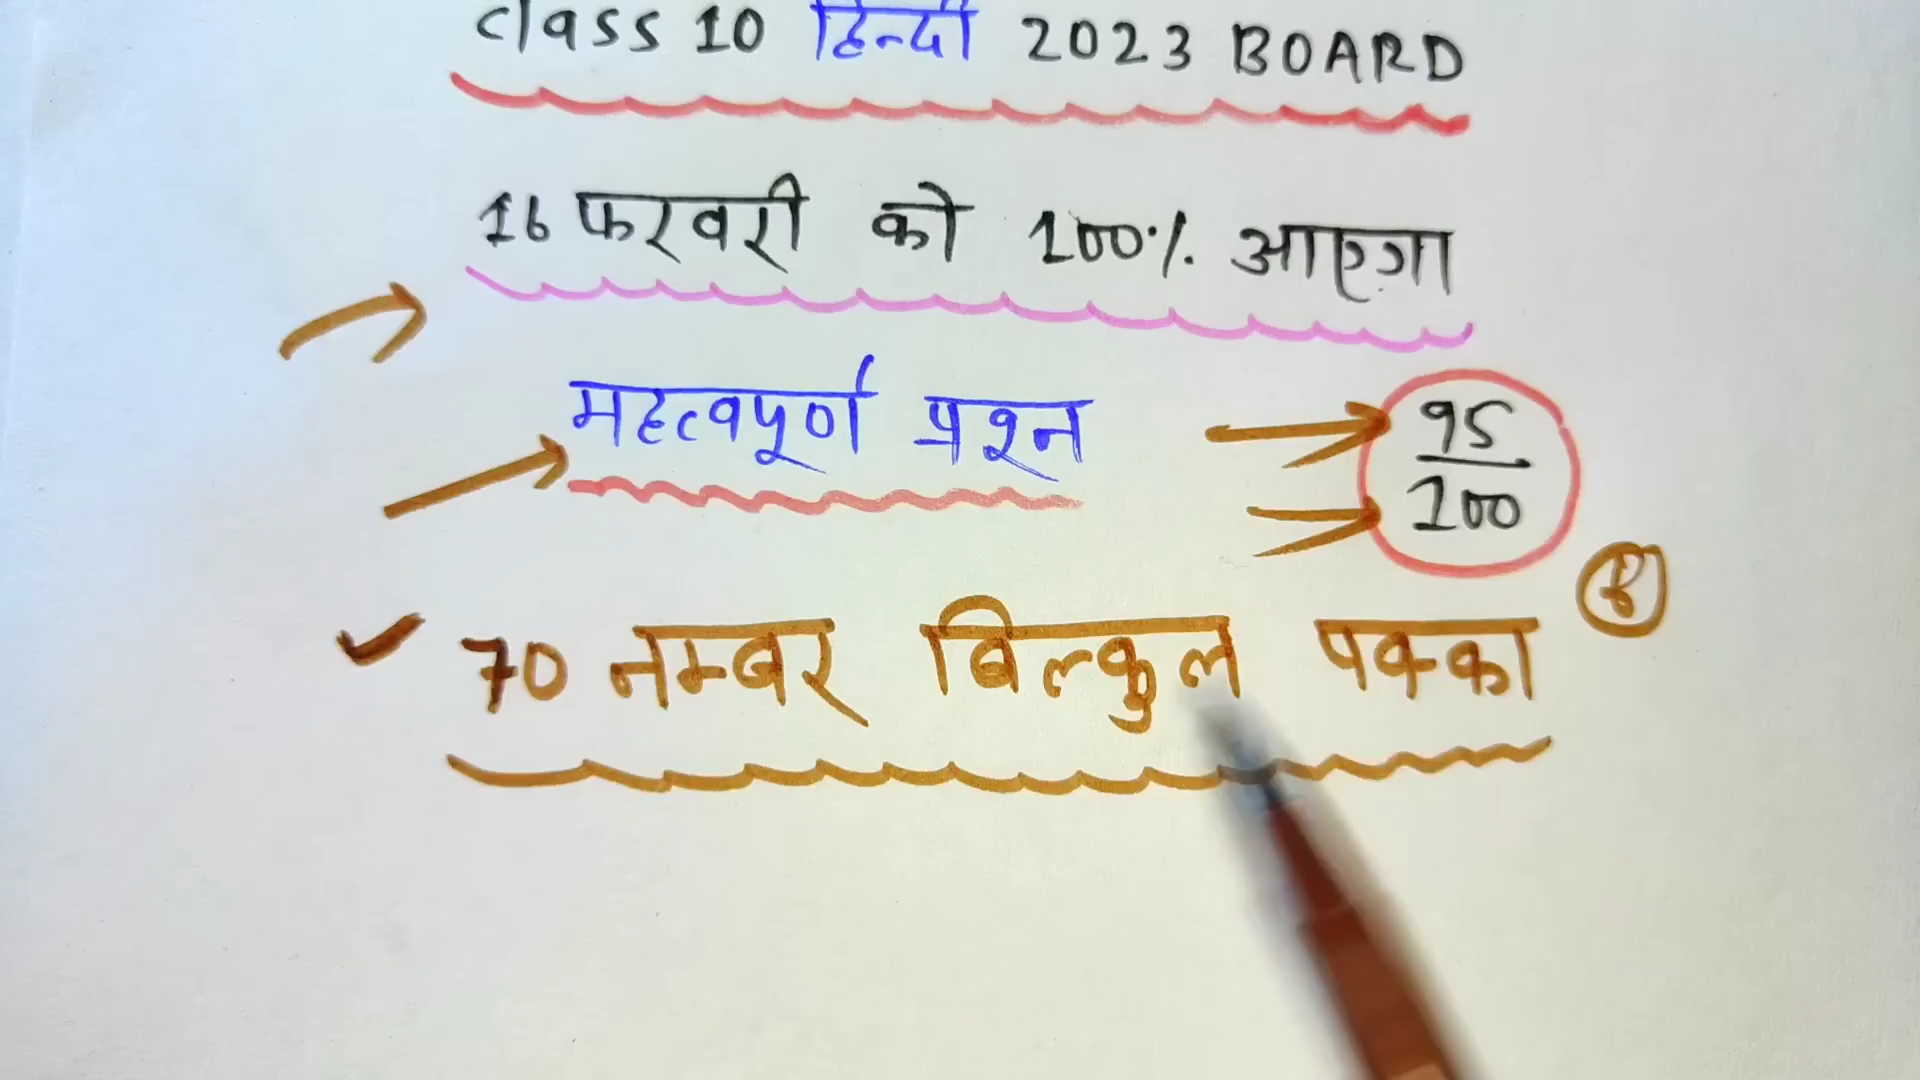 Class 10 हिन्दी 2023 BOARD
16 फरवरी को 100% आएगा
महत्वपूर्ण प्रश्न
95
100
70 नम्बर बिल्कुल पक्का